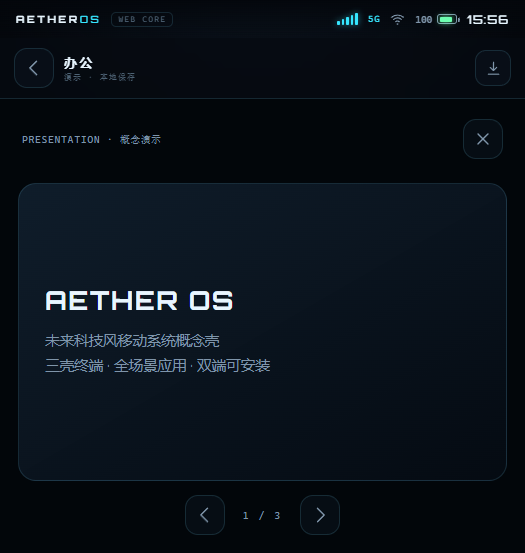 AETHEROS WEB CORE 5G 100 15:56
办公
演示 · 本地保存
PRESENTATION · 概念演示
AETHER OS
未来科技风移动系统概念壳
三壳终端 · 全场景应用 · 双端可安装
1 / 3